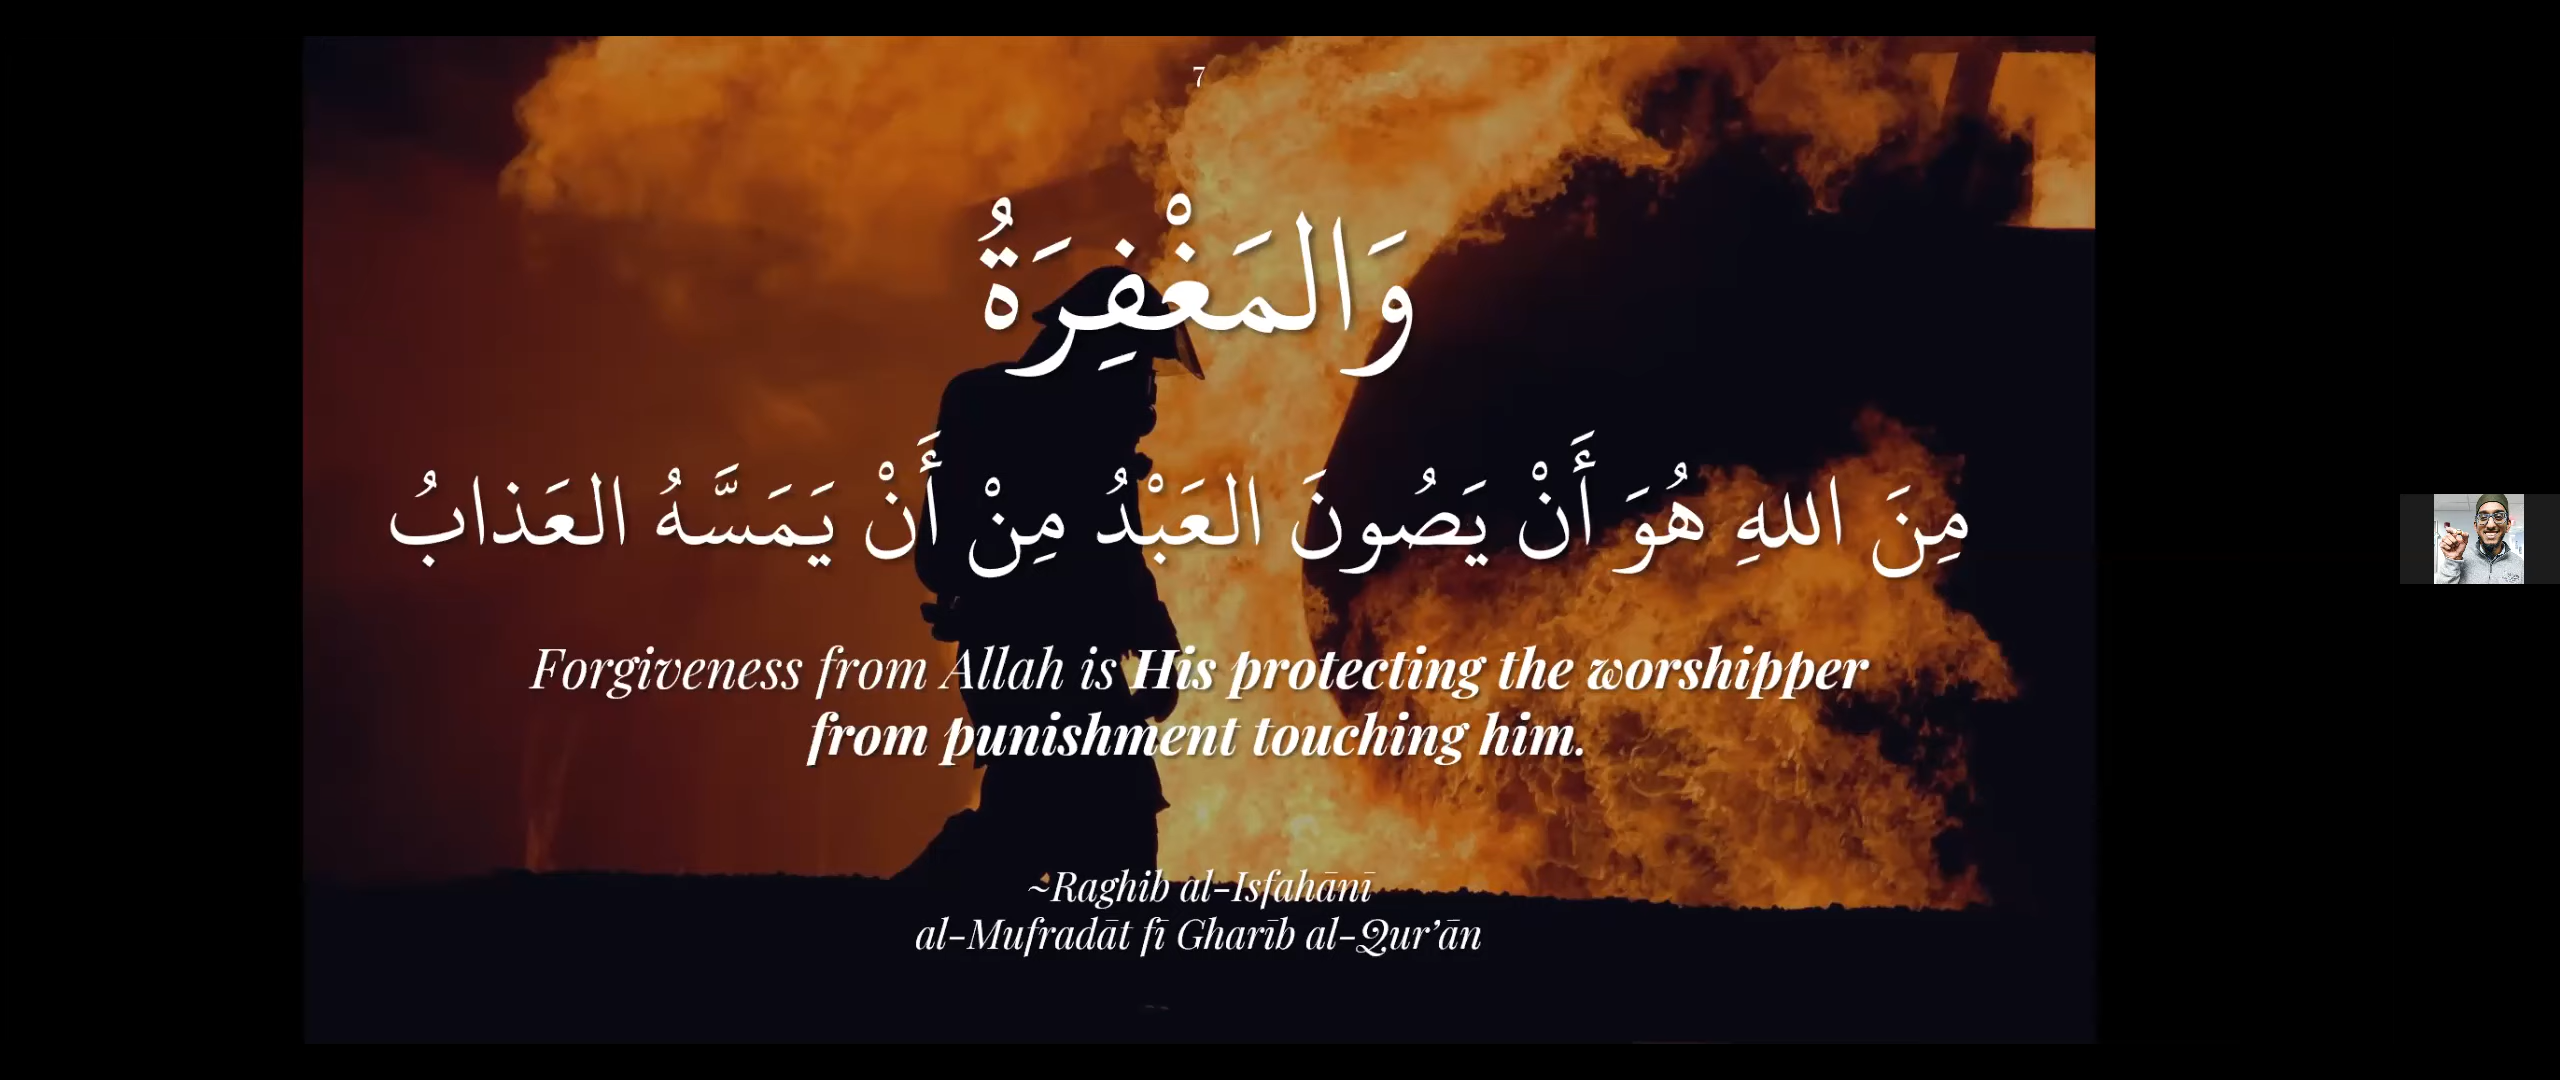 7
وَالمَغْفِرَةُ
مِنَ اللهِ هُوَ أَنْ يَصُونَ العَبْدُ مِنْ أَنْ يَمَسَّهُ العَذابُ
Forgiveness from Allah is His protecting the worshipper
from punishment touching him.
~Raghib al-Isfahānī
al-Mufradāt fī Gharīb al-Qur’ān